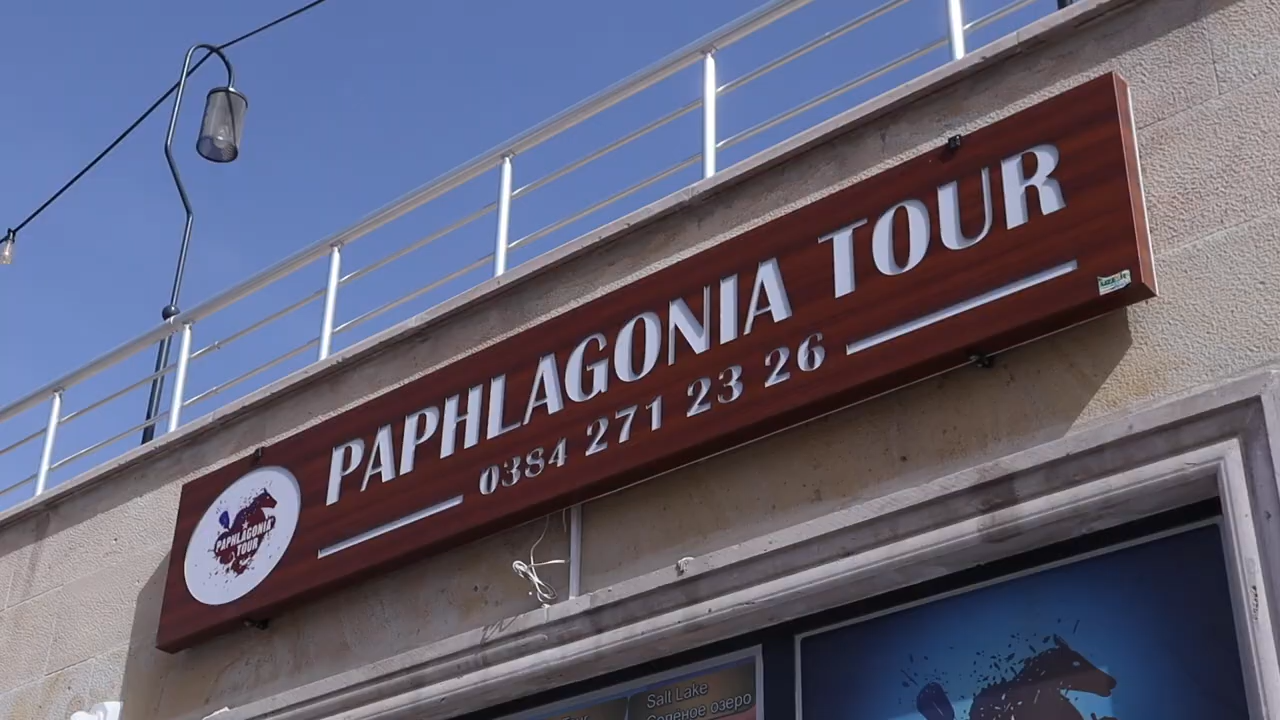 PAPHLAGONIA TOUR
0384 271 23 26
PAPHLAGONIA
TOUR
Salt Lake
Соленое озеро